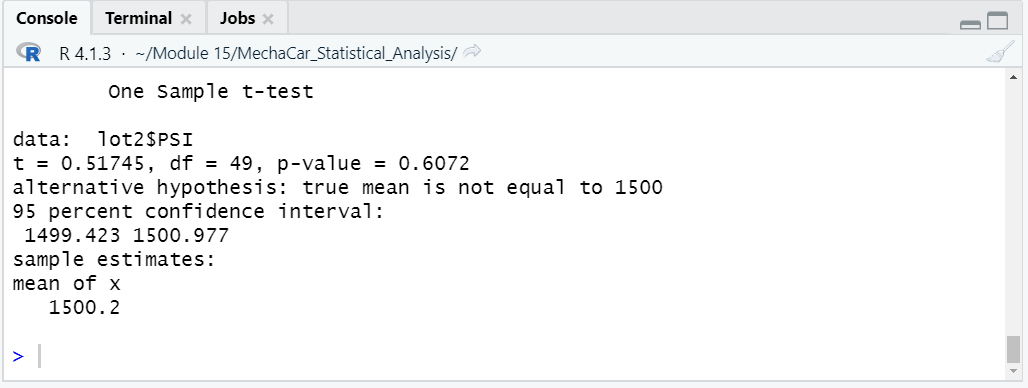 Console Terminal Jobs
R R 4.1.3 · ~/Module 15/MechaCar_Statistical_Analysis/
One Sample t-test
data: lot2$PSI
t = 0.51745, df = 49, p-value = 0.6072
alternative hypothesis: true mean is not equal to 1500
95 percent confidence interval:
1499.423 1500.977
sample estimates:
mean of x
1500.2
>